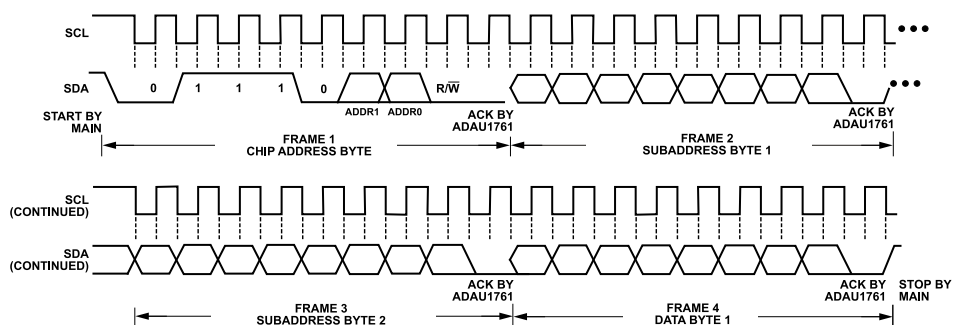 SCL
SDA
0 1 1 1 0 ADDR1 ADDR0 R/W̅
START BY
MAIN
ACK BY
ADAU1761
ACK BY
ADAU1761
FRAME 1
CHIP ADDRESS BYTE
FRAME 2
SUBADDRESS BYTE 1
SCL
(CONTINUED)
SDA
(CONTINUED)
ACK BY
ADAU1761
ACK BY
ADAU1761
STOP BY
MAIN
FRAME 3
SUBADDRESS BYTE 2
FRAME 4
DATA BYTE 1